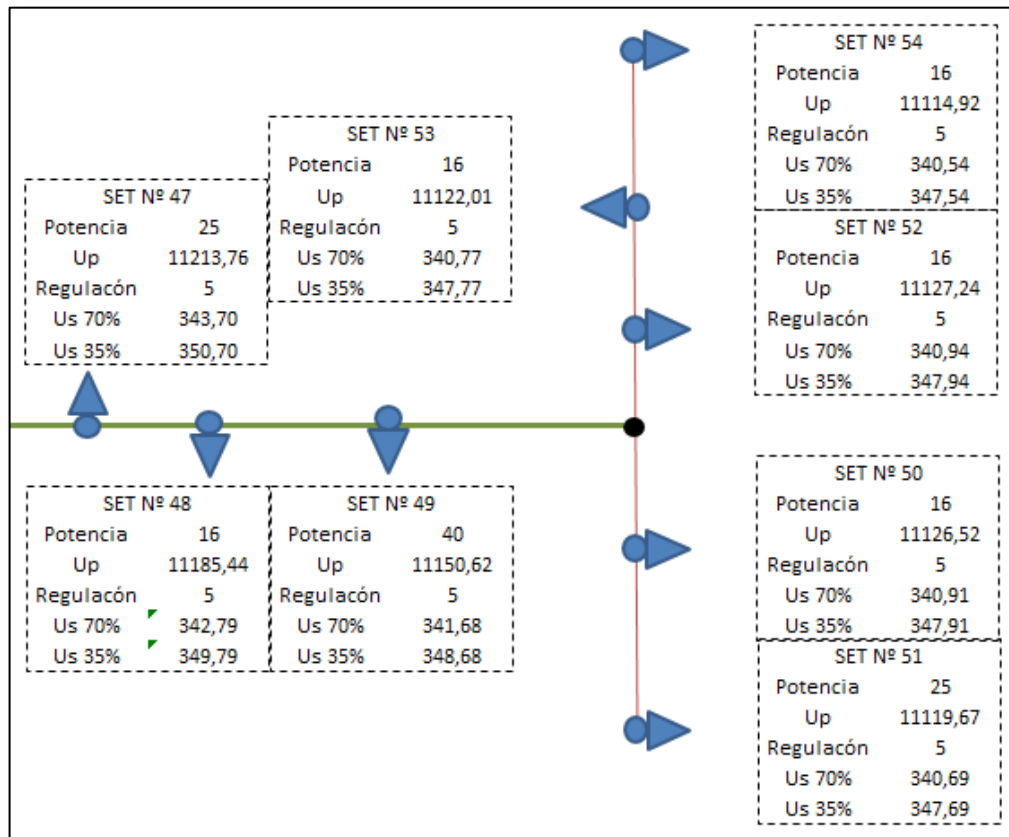 SET Nº 54
Potencia 16
Up 11114,92
Regulacón 5
Us 70% 340,54
Us 35% 347,54
SET Nº 53
Potencia 16
Up 11122,01
Regulacón 5
Us 70% 340,77
Us 35% 347,77
SET Nº 47
Potencia 25
Up 11213,76
Regulacón 5
Us 70% 343,70
Us 35% 350,70
SET Nº 52
Potencia 16
Up 11127,24
Regulacón 5
Us 70% 340,94
Us 35% 347,94
SET Nº 48
Potencia 16
Up 11185,44
Regulacón 5
Us 70% 342,79
Us 35% 349,79
SET Nº 49
Potencia 40
Up 11150,62
Regulacón 5
Us 70% 341,68
Us 35% 348,68
SET Nº 50
Potencia 16
Up 11126,52
Regulacón 5
Us 70% 340,91
Us 35% 347,91
SET Nº 51
Potencia 25
Up 11119,67
Regulacón 5
Us 70% 340,69
Us 35% 347,69